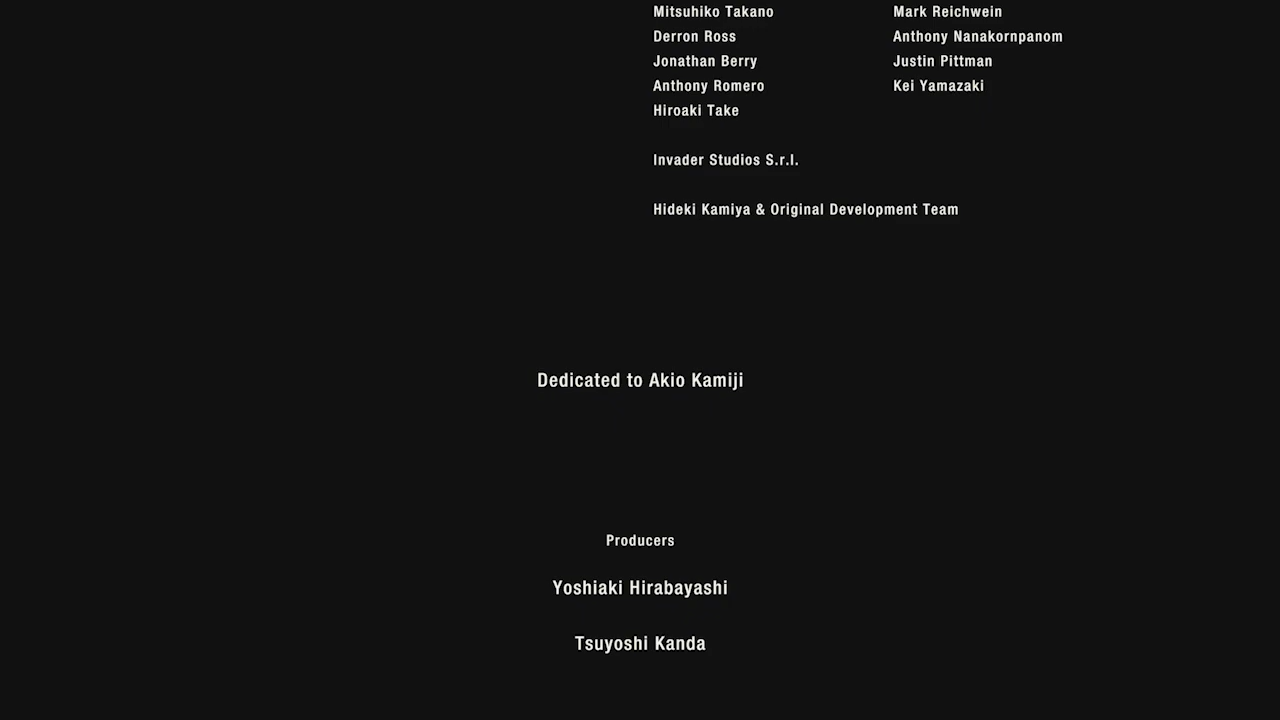 Mitsuhiko Takano Mark Reichwein
Derron Ross Anthony Nanakornpanom
Jonathan Berry Justin Pittman
Anthony Romero Kei Yamazaki
Hiroaki Take
Invader Studios S.r.l.
Hideki Kamiya & Original Development Team
Dedicated to Akio Kamiji
Producers
Yoshiaki Hirabayashi
Tsuyoshi Kanda